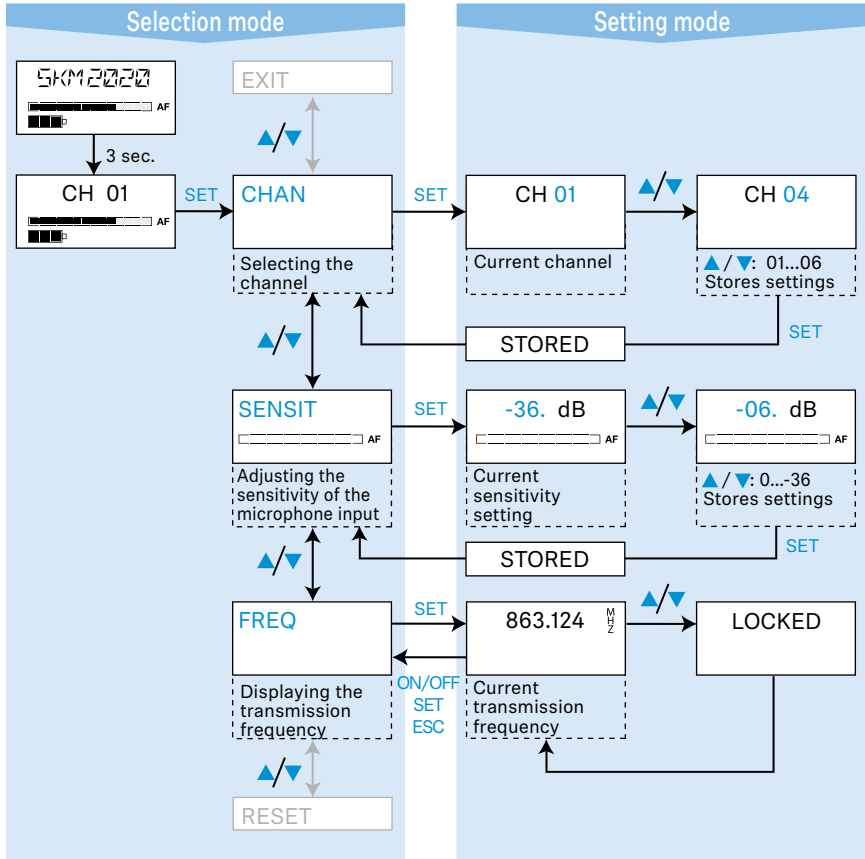 Selection mode
Setting mode
SKM2020
AF
EXIT
▲/▼
3 sec.
CH 01
AF
SET
CHAN
SET
CH 01
▲/▼
CH 04
Selecting the
channel
Current channel
▲ / ▼: 01...06
Stores settings
▲/▼
STORED
SET
SENSIT
AF
SET
-36. dB
AF
▲/▼
-06. dB
AF
Adjusting the
sensitivity of the
microphone input
Current
sensitivity
setting
▲ / ▼: 0...-36
Stores settings
▲/▼
STORED
SET
FREQ
SET
863.124 MHZ
▲/▼
LOCKED
ON/OFF
SET
ESC
Displaying the
transmission
frequency
Current
transmission
frequency
▲/▼
RESET